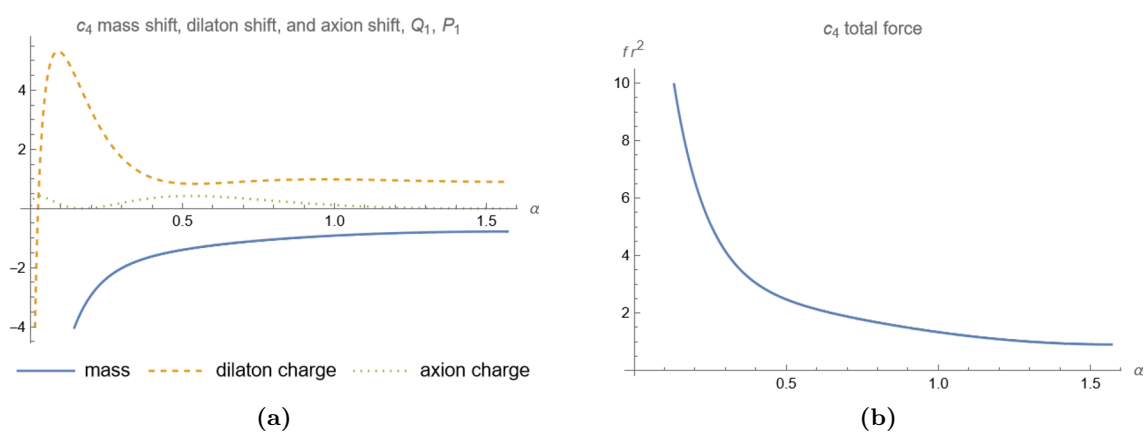 c₄ mass shift, dilaton shift, and axion shift, Q₁, P₁
4
2
-2
-4
0.5
1.0
1.5
α
mass
dilaton charge
axion charge
(a)
c₄ total force
f r²
10
8
6
4
2
0.5
1.0
1.5
α
(b)